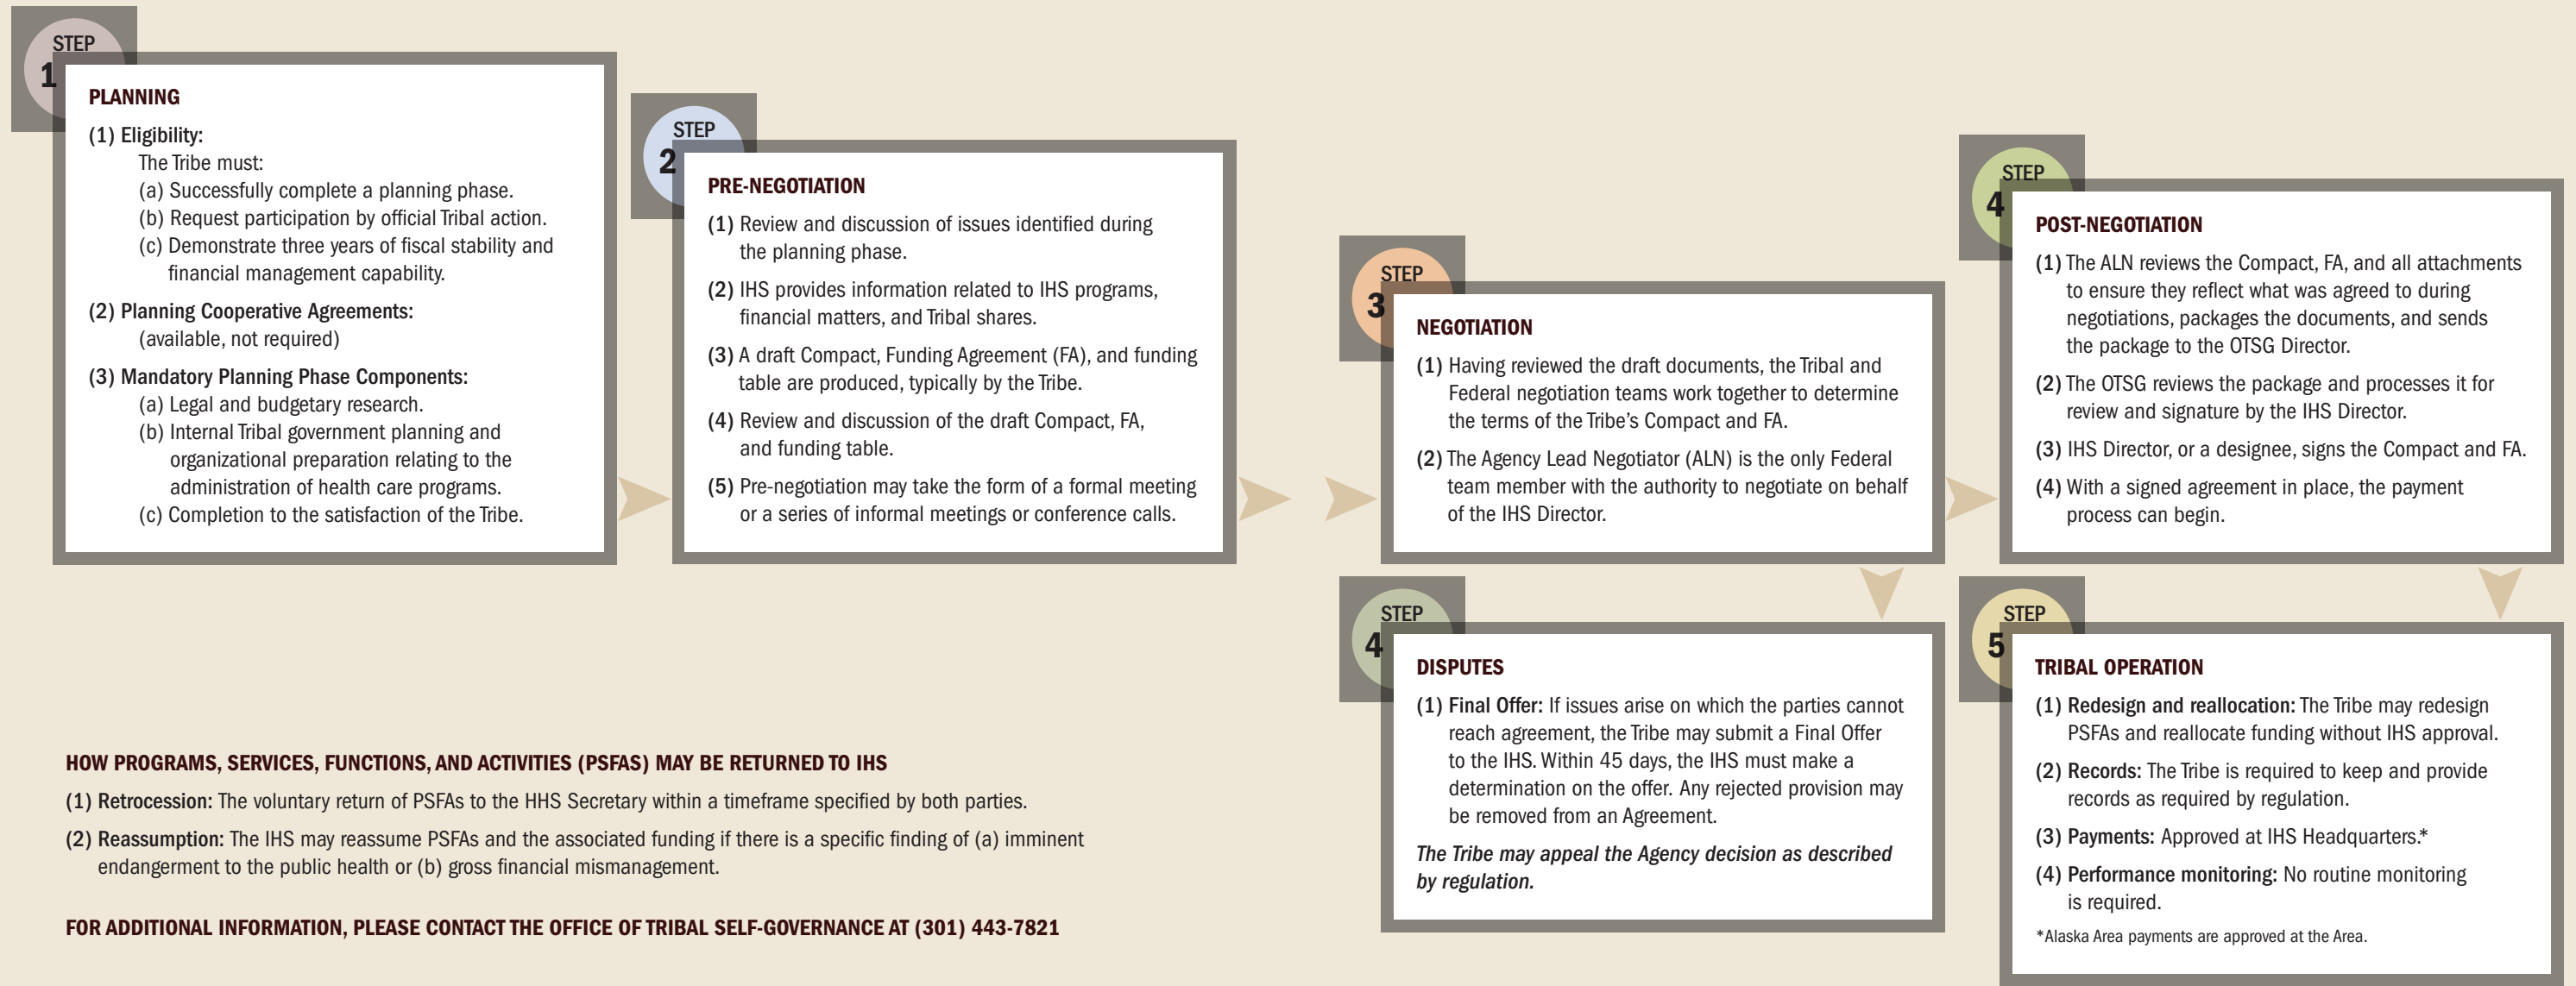 STEP
1
PLANNING
(1) Eligibility:
The Tribe must:
(a) Successfully complete a planning phase.
(b) Request participation by official Tribal action.
(c) Demonstrate three years of fiscal stability and
financial management capability.
(2) Planning Cooperative Agreements:
(available, not required)
(3) Mandatory Planning Phase Components:
(a) Legal and budgetary research.
(b) Internal Tribal government planning and
organizational preparation relating to the
administration of health care programs.
(c) Completion to the satisfaction of the Tribe.
STEP
2
PRE-NEGOTIATION
(1) Review and discussion of issues identified during
the planning phase.
(2) IHS provides information related to IHS programs,
financial matters, and Tribal shares.
(3) A draft Compact, Funding Agreement (FA), and funding
table are produced, typically by the Tribe.
(4) Review and discussion of the draft Compact, FA,
and funding table.
(5) Pre-negotiation may take the form of a formal meeting
or a series of informal meetings or conference calls.
STEP
3
NEGOTIATION
(1) Having reviewed the draft documents, the Tribal and
Federal negotiation teams work together to determine
the terms of the Tribe's Compact and FA.
(2) The Agency Lead Negotiator (ALN) is the only Federal
team member with the authority to negotiate on behalf
of the IHS Director.
STEP
4
POST-NEGOTIATION
(1) The ALN reviews the Compact, FA, and all attachments
to ensure they reflect what was agreed to during
negotiations, packages the documents, and sends
the package to the OTSG Director.
(2) The OTSG reviews the package and processes it for
review and signature by the IHS Director.
(3) IHS Director, or a designee, signs the Compact and FA.
(4) With a signed agreement in place, the payment
process can begin.
STEP
4
DISPUTES
(1) Final Offer: If issues arise on which the parties cannot
reach agreement, the Tribe may submit a Final Offer
to the IHS. Within 45 days, the IHS must make a
determination on the offer. Any rejected provision may
be removed from an Agreement.
The Tribe may appeal the Agency decision as described
by regulation.
STEP
5
TRIBAL OPERATION
(1) Redesign and reallocation: The Tribe may redesign
PSFAs and reallocate funding without IHS approval.
(2) Records: The Tribe is required to keep and provide
records as required by regulation.
(3) Payments: Approved at IHS Headquarters.*
(4) Performance monitoring: No routine monitoring
is required.
*Alaska Area payments are approved at the Area.
HOW PROGRAMS, SERVICES, FUNCTIONS, AND ACTIVITIES (PSFAS) MAY BE RETURNED TO IHS
(1) Retrocession: The voluntary return of PSFAs to the HHS Secretary within a timeframe specified by both parties.
(2) Reassumption: The IHS may reassume PSFAs and the associated funding if there is a specific finding of (a) imminent
endangerment to the public health or (b) gross financial mismanagement.
FOR ADDITIONAL INFORMATION, PLEASE CONTACT THE OFFICE OF TRIBAL SELF-GOVERNANCE AT (301) 443-7821